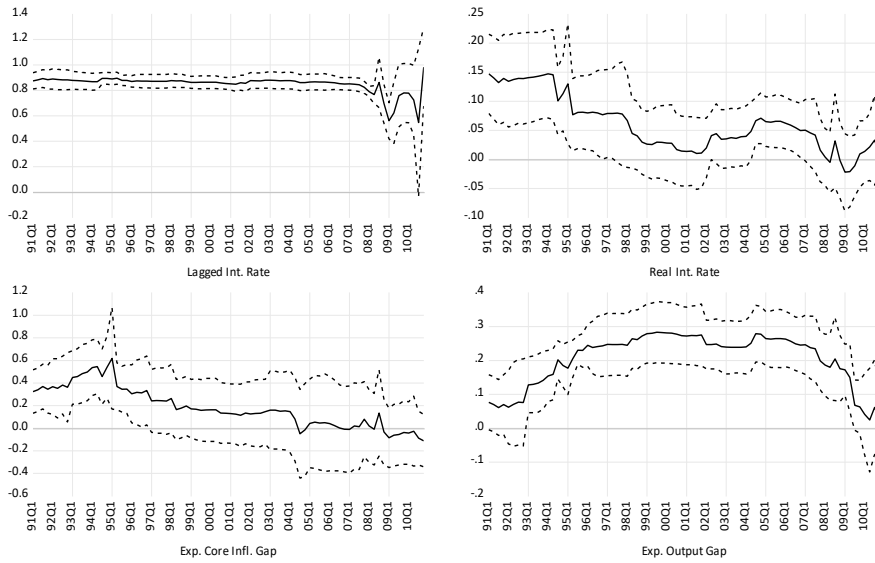 1.4
1.2
1.0
0.8
0.6
0.4
0.2
0.0
-0.2
91Q1
92Q1
93Q1
94Q1
95Q1
96Q1
97Q1
98Q1
99Q1
00Q1
01Q1
02Q1
03Q1
04Q1
05Q1
06Q1
07Q1
08Q1
09Q1
10Q1
Lagged Int. Rate
.25
.20
.15
.10
.05
.00
-.05
-.10
91Q1
92Q1
93Q1
94Q1
95Q1
96Q1
97Q1
98Q1
99Q1
00Q1
01Q1
02Q1
03Q1
04Q1
05Q1
06Q1
07Q1
08Q1
09Q1
10Q1
Real Int. Rate
1.2
1.0
0.8
0.6
0.4
0.2
0.0
-0.2
-0.4
-0.6
91Q1
92Q1
93Q1
94Q1
95Q1
96Q1
97Q1
98Q1
99Q1
00Q1
01Q1
02Q1
03Q1
04Q1
05Q1
06Q1
07Q1
08Q1
09Q1
10Q1
Exp. Core Infl. Gap
.4
.3
.2
.1
.0
-.1
-.2
91Q1
92Q1
93Q1
94Q1
95Q1
96Q1
97Q1
98Q1
99Q1
00Q1
01Q1
02Q1
03Q1
04Q1
05Q1
06Q1
07Q1
08Q1
09Q1
10Q1
Exp. Output Gap